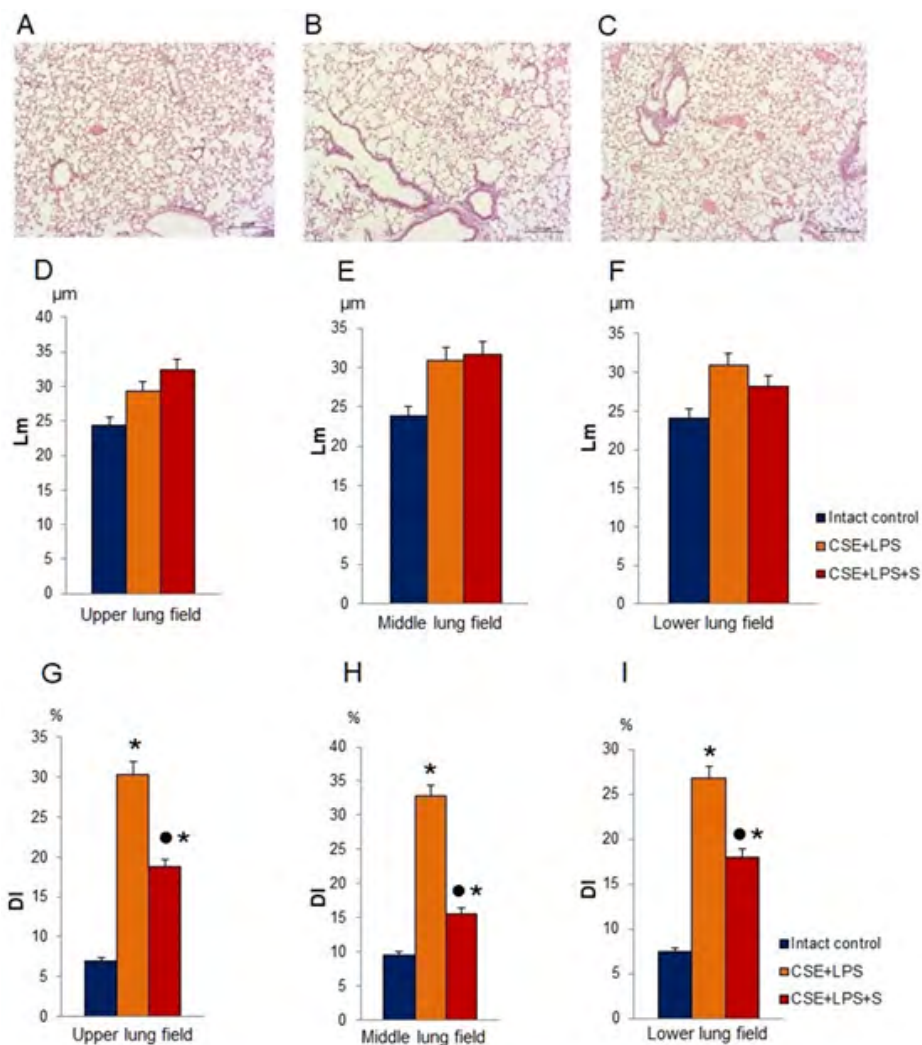 A
B
C
D
E
F
µm
µm
µm
40
35
30
25
20
15
10
5
0
Lm
Upper lung field
35
30
25
20
15
10
5
0
Lm
Middle lung field
35
30
25
20
15
10
5
0
Lm
Lower lung field
Intact control
CSE+LPS
CSE+LPS+S
G
H
I
%
%
%
35
30
25
20
15
10
5
0
DI
*
● *
Upper lung field
40
35
30
25
20
15
10
5
0
DI
*
● *
Middle lung field
30
25
20
15
10
5
0
DI
*
● *
Lower lung field
Intact control
CSE+LPS
CSE+LPS+S